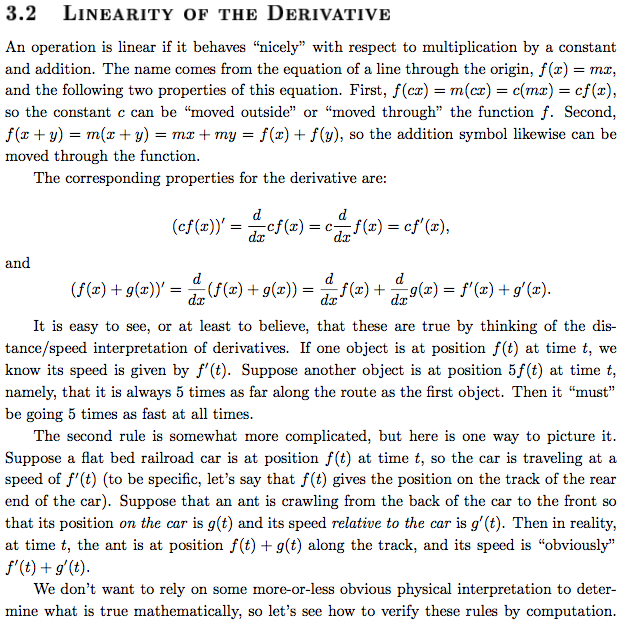 3.2 LINEARITY OF THE DERIVATIVE
An operation is linear if it behaves “nicely” with respect to multiplication by a constant
and addition. The name comes from the equation of a line through the origin, f(x) = mx,
and the following two properties of this equation. First, f(cx) = m(cx) = c(mx) = cf(x),
so the constant c can be “moved outside” or “moved through” the function f. Second,
f(x + y) = m(x + y) = mx + my = f(x) + f(y), so the addition symbol likewise can be
moved through the function.
The corresponding properties for the derivative are:
(cf(x))′ = d/dx cf(x) = c d/dx f(x) = cf′(x),
and
(f(x) + g(x))′ = d/dx (f(x) + g(x)) = d/dx f(x) + d/dx g(x) = f′(x) + g′(x).
It is easy to see, or at least to believe, that these are true by thinking of the dis-
tance/speed interpretation of derivatives. If one object is at position f(t) at time t, we
know its speed is given by f′(t). Suppose another object is at position 5f(t) at time t,
namely, that it is always 5 times as far along the route as the first object. Then it “must”
be going 5 times as fast at all times.
The second rule is somewhat more complicated, but here is one way to picture it.
Suppose a flat bed railroad car is at position f(t) at time t, so the car is traveling at a
speed of f′(t) (to be specific, let’s say that f(t) gives the position on the track of the rear
end of the car). Suppose that an ant is crawling from the back of the car to the front so
that its position on the car is g(t) and its speed relative to the car is g′(t). Then in reality,
at time t, the ant is at position f(t) + g(t) along the track, and its speed is “obviously”
f′(t) + g′(t).
We don’t want to rely on some more-or-less obvious physical interpretation to deter-
mine what is true mathematically, so let’s see how to verify these rules by computation.